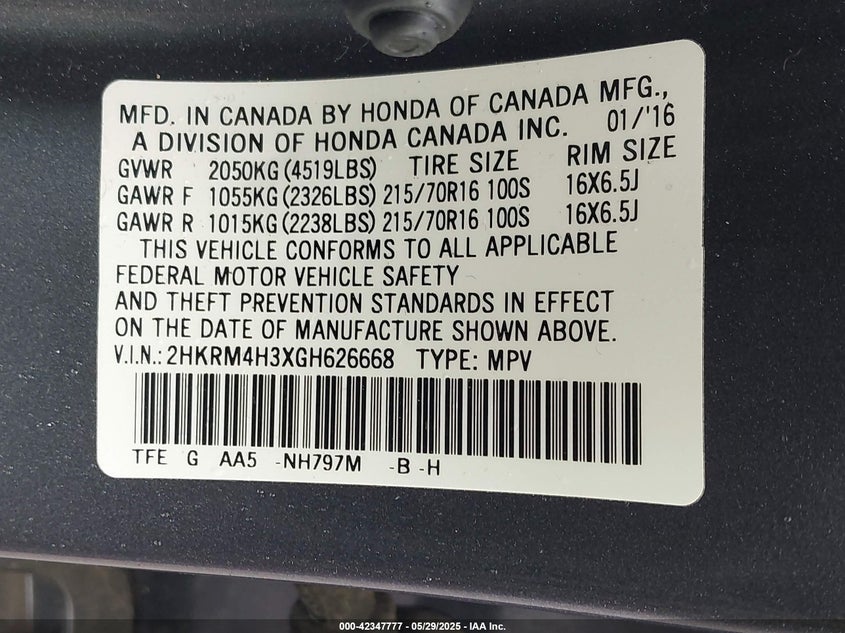 MFD. IN CANADA BY HONDA OF CANADA MFG.,
A DIVISION OF HONDA CANADA INC. 01/'16
GVWR 2050KG (4519LBS) TIRE SIZE RIM SIZE
GAWR F 1055KG (2326LBS) 215/70R16 100S 16X6.5J
GAWR R 1015KG (2238LBS) 215/70R16 100S 16X6.5J
THIS VEHICLE CONFORMS TO ALL APPLICABLE
FEDERAL MOTOR VEHICLE SAFETY
AND THEFT PREVENTION STANDARDS IN EFFECT
ON THE DATE OF MANUFACTURE SHOWN ABOVE.
V.I.N.: 2HKRM4H3XGH626668 TYPE: MPV
TFE G AA5 -NH797M -B -H
000-42347777 - 05/29/2025 - IAA Inc.